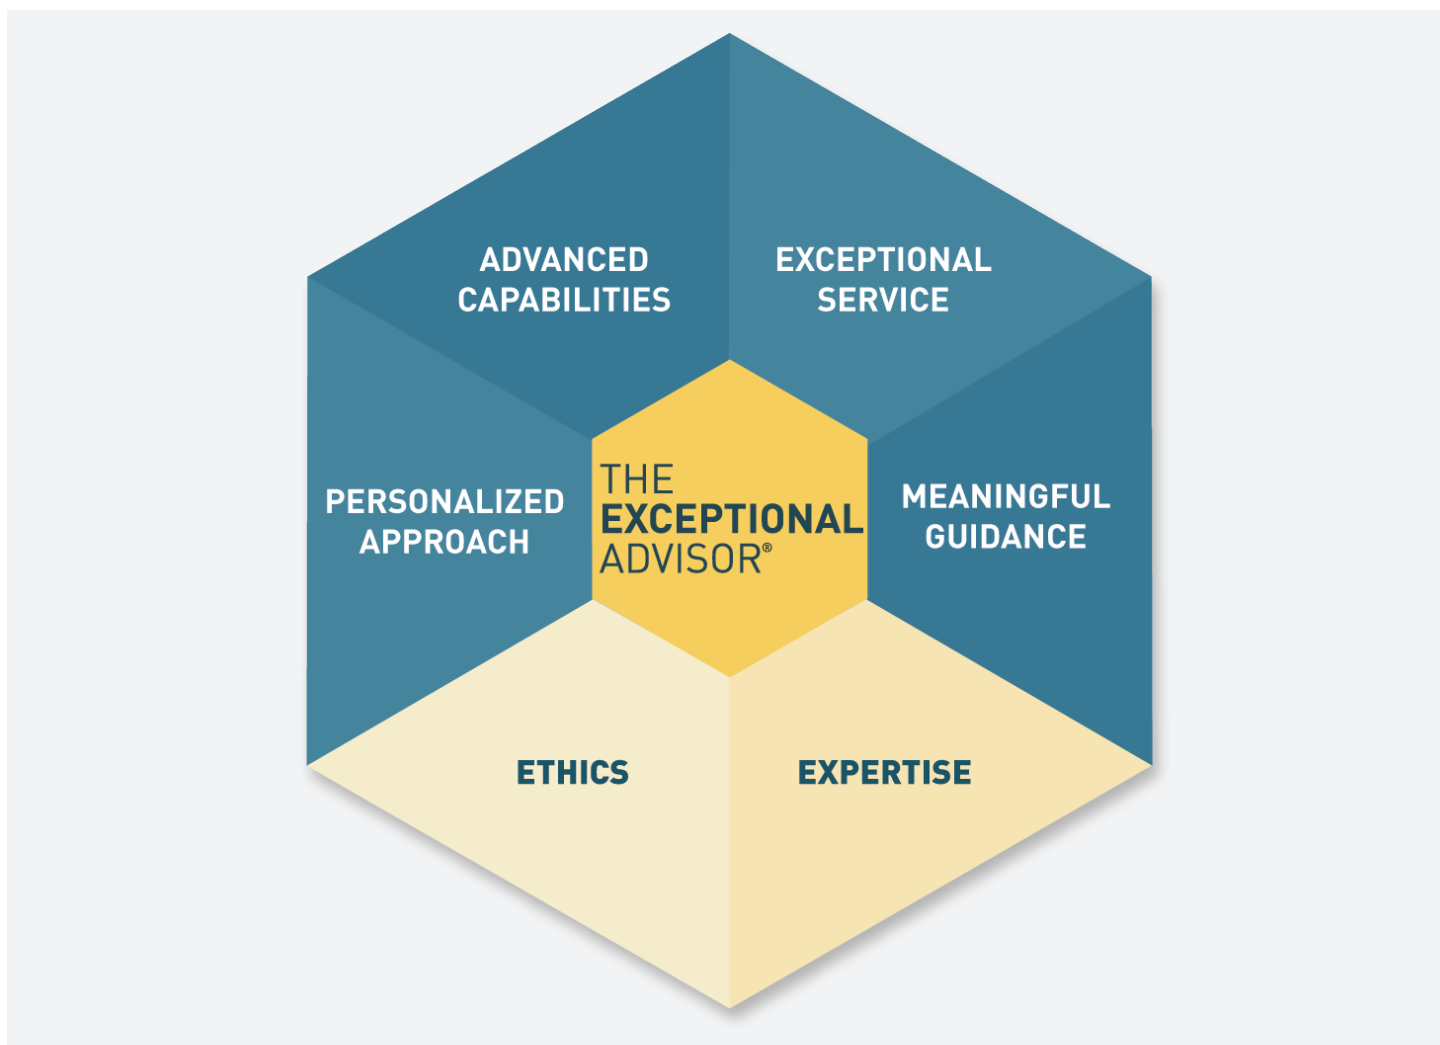 ADVANCED
CAPABILITIES
EXCEPTIONAL
SERVICE
PERSONALIZED
APPROACH
THE
EXCEPTIONAL
ADVISOR®
MEANINGFUL
GUIDANCE
ETHICS
EXPERTISE